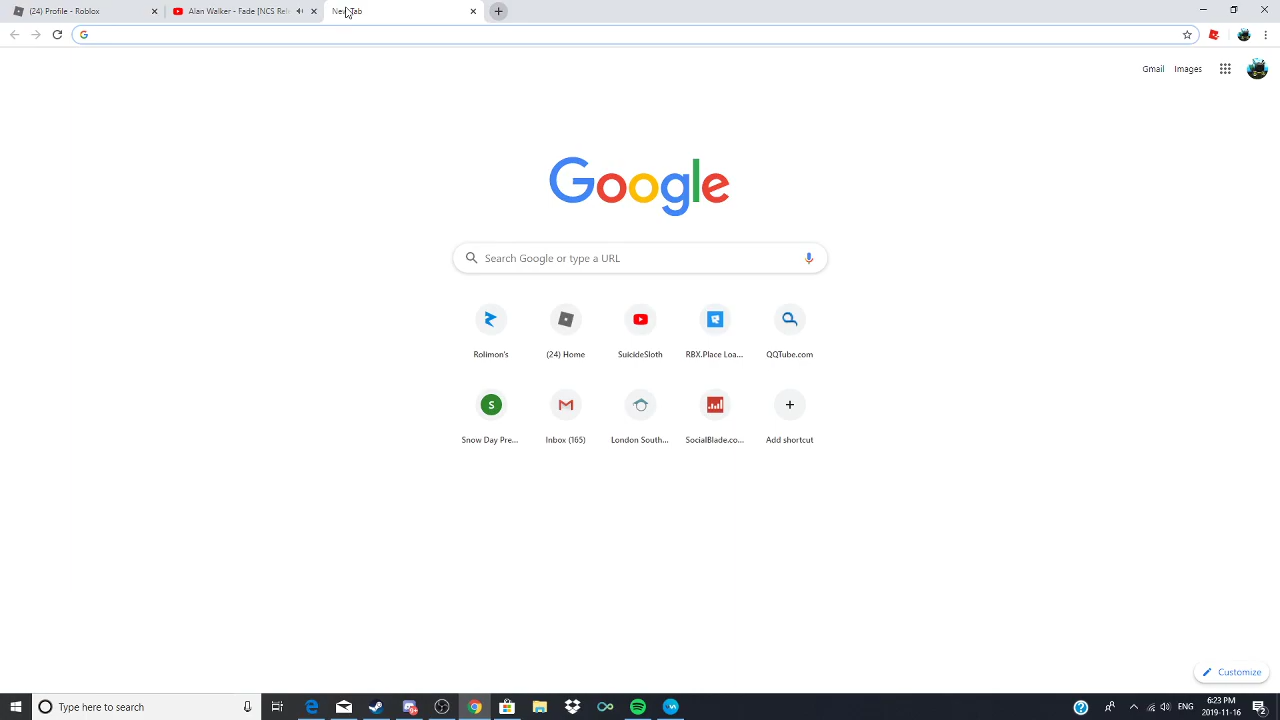 (24) Profile - Roblox
Alan Walker - Fade [NCS Rele
New Tab
Gmail Images
Google
Search Google or type a URL
Rolimon's
(24) Home
SuicideSloth
RBX.Place Loa...
QQTube.com
S
Snow Day Pre...
Inbox (165)
London South...
SocialBlade.co...
Add shortcut
Customize
Type here to search
ENG
6:23 PM
2019-11-16